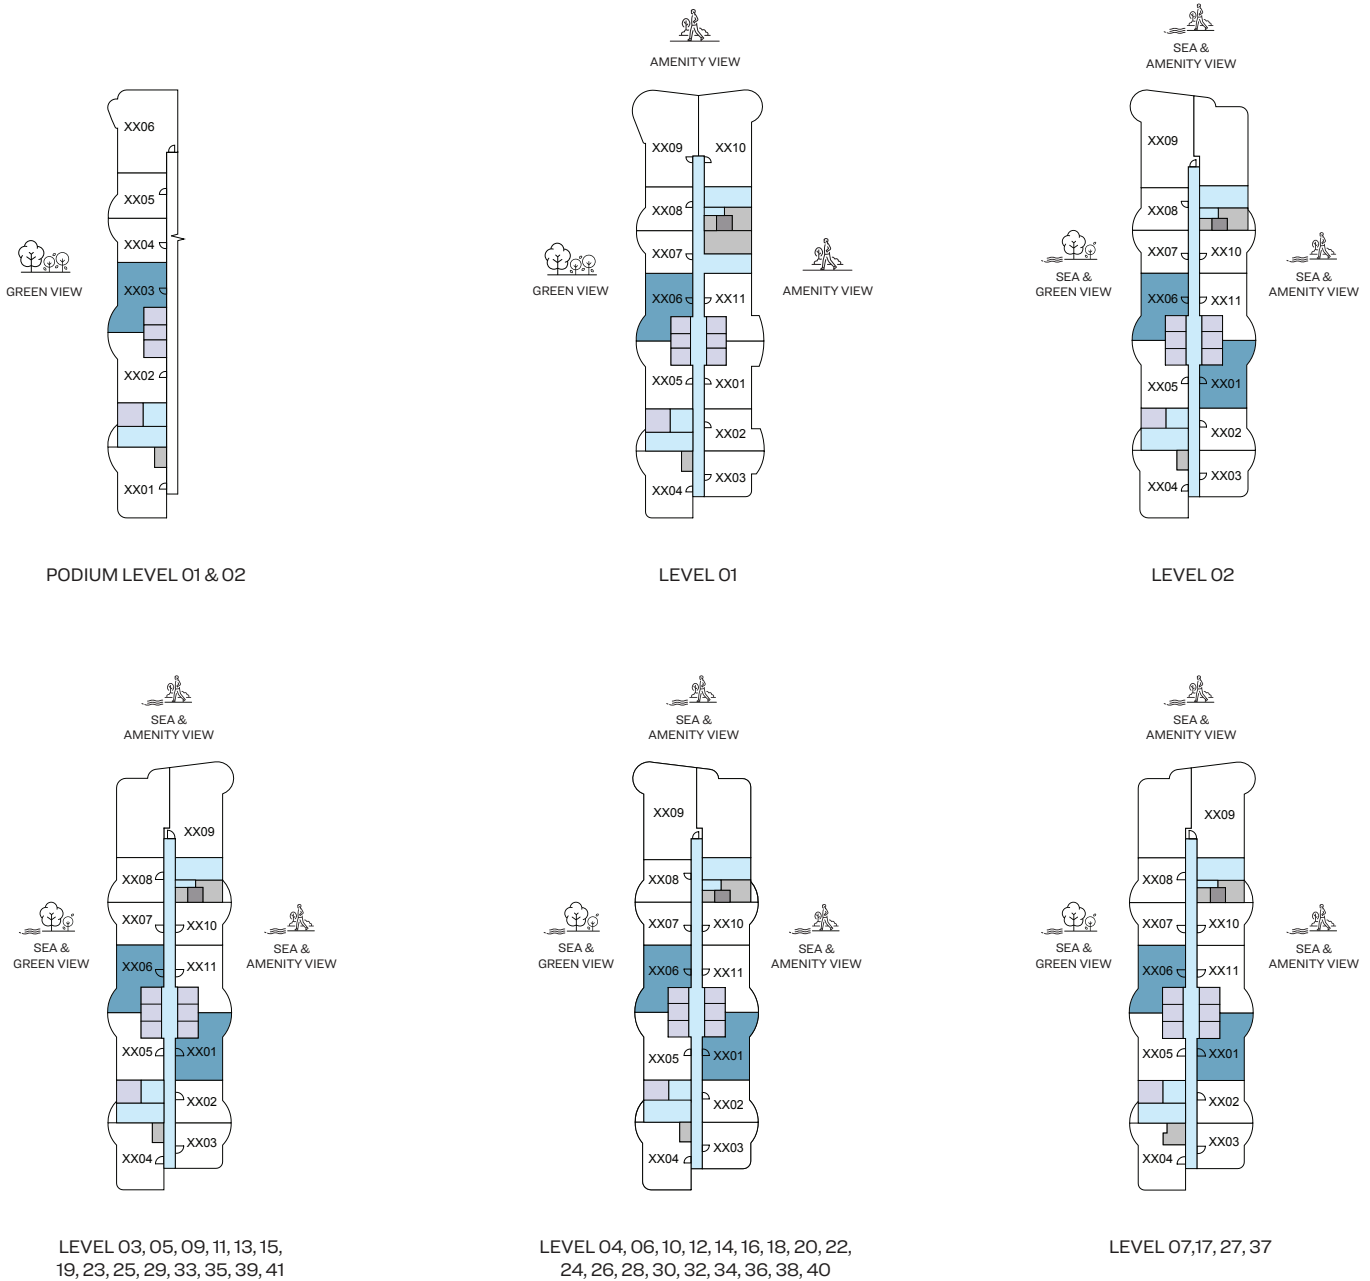 AMENITY VIEW
SEA &
AMENITY VIEW
XX06
XX05
XX04
XX03
XX02
XX01
GREEN VIEW
PODIUM LEVEL 01 & 02
XX09
XX10
XX08
XX07
XX06
XX11
XX05
XX01
XX02
XX03
XX04
GREEN VIEW
AMENITY VIEW
LEVEL 01
XX09
XX08
XX07
XX10
XX06
XX11
XX05
XX01
XX02
XX03
XX04
SEA &
GREEN VIEW
SEA &
AMENITY VIEW
LEVEL 02
SEA &
AMENITY VIEW
XX09
XX08
XX07
XX10
XX06
XX11
XX05
XX01
XX02
XX03
XX04
SEA &
GREEN VIEW
SEA &
AMENITY VIEW
LEVEL 03, 05, 09, 11, 13, 15,
19, 23, 25, 29, 33, 35, 39, 41
SEA &
AMENITY VIEW
XX09
XX08
XX07
XX10
XX06
XX11
XX05
XX01
XX02
XX03
XX04
SEA &
GREEN VIEW
SEA &
AMENITY VIEW
LEVEL 04, 06, 10, 12, 14, 16, 18, 20, 22,
24, 26, 28, 30, 32, 34, 36, 38, 40
SEA &
AMENITY VIEW
XX09
XX08
XX07
XX10
XX06
XX11
XX05
XX01
XX02
XX03
XX04
SEA &
GREEN VIEW
SEA &
AMENITY VIEW
LEVEL 07,17, 27, 37